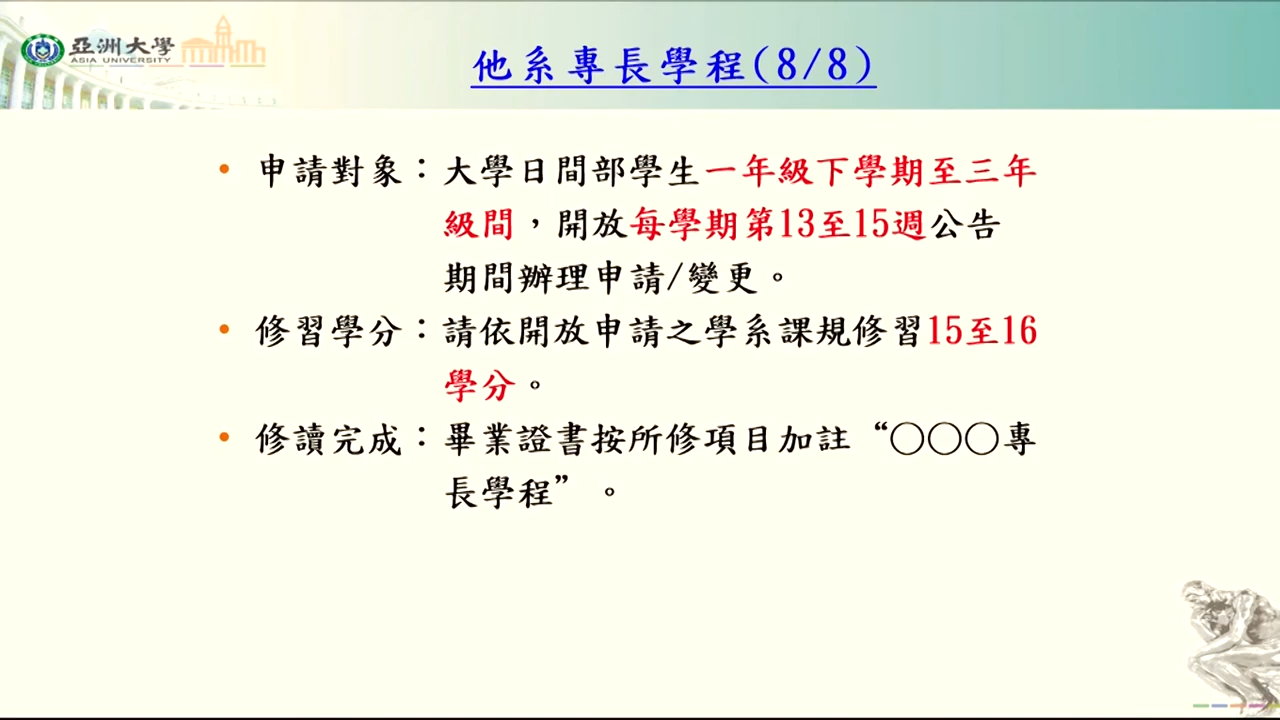 亞洲大學
ASIA UNIVERSITY
他系專長學程(8/8)
• 申請對象：大學日間部學生一年級下學期至三年
級間，開放每學期第13至15週公告
期間辦理申請/變更。
• 修習學分：請依開放申請之學系課規修習15至16
學分。
• 修讀完成：畢業證書按所修項目加註“○○○專
長學程”。